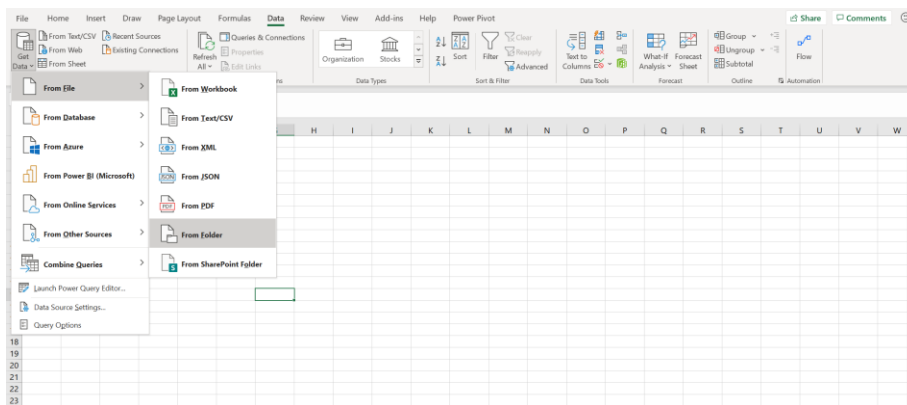 File Home Insert Draw Page Layout Formulas Data Review View Add-ins Help Power Pivot Share Comments
From Text/CSV Recent Sources Queries & Connections Clear Group
From Web Existing Connections Properties Reapply Ungroup
From Sheet Edit Links Advanced Subtotal
Get Data Refresh All Organization Stocks Sort Filter Text to Columns What-If Analysis Forecast Sheet Flow
Data Types Sort & Filter Data Tools Forecast Outline Automation
From File
From Database
From Azure
From Power BI (Microsoft)
From Online Services
From Other Sources
Combine Queries
Launch Power Query Editor...
Data Source Settings...
Query Options
From Workbook
From Text/CSV
From XML
From JSON
From PDF
From Folder
From SharePoint Folder
H I J K L M N O P Q R S T U V W
18
19
20
21
22
23